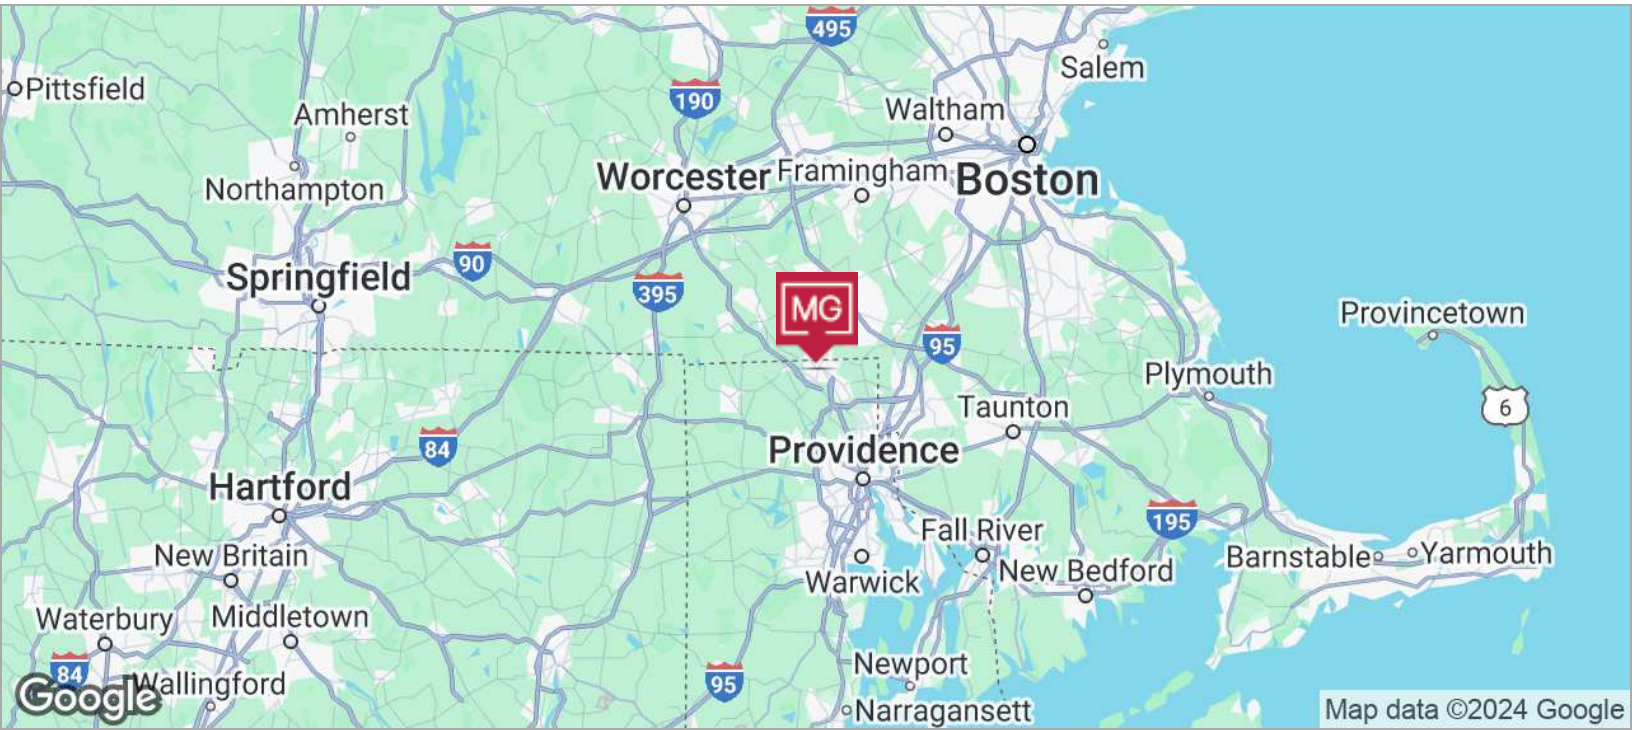 495
Salem
Pittsfield
190
Amherst
Waltham
Worcester
Framingham
Boston
Northampton
90
Springfield
395
MG
Provincetown
95
Plymouth
6
Taunton
84
Providence
Hartford
195
Fall River
New Britain
Barnstable
Yarmouth
Warwick
New Bedford
Waterbury
Middletown
84
Newport
95
Wallingford
Google
Narragansett
Map data ©2024 Google